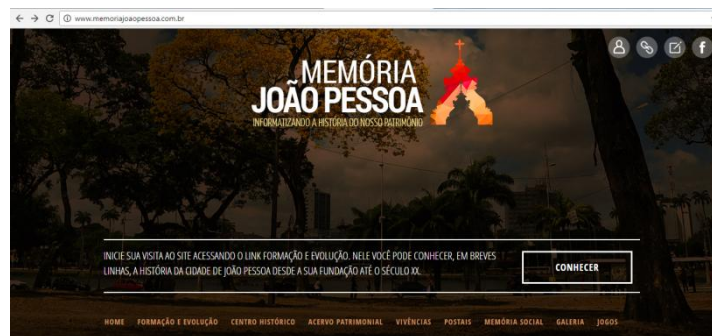 www.memoriajoaopessoa.com.br
MEMÓRIA
JOÃO PESSOA
INFORMATIZANDO A HISTÓRIA DO NOSSO PATRIMÔNIO
INICIE SUA VISITA AO SITE ACESSANDO O LINK FORMAÇÃO E EVOLUÇÃO. NELE VOCÊ PODE CONHECER, EM BREVES
LINHAS, A HISTÓRIA DA CIDADE DE JOÃO PESSOA DESDE A SUA FUNDAÇÃO ATÉ O SÉCULO XX.
CONHECER
HOME FORMAÇÃO E EVOLUÇÃO CENTRO HISTÓRICO ACERVO PATRIMONIAL VIVÊNCIAS POSTAIS MEMÓRIA SOCIAL GALERIA JOGOS